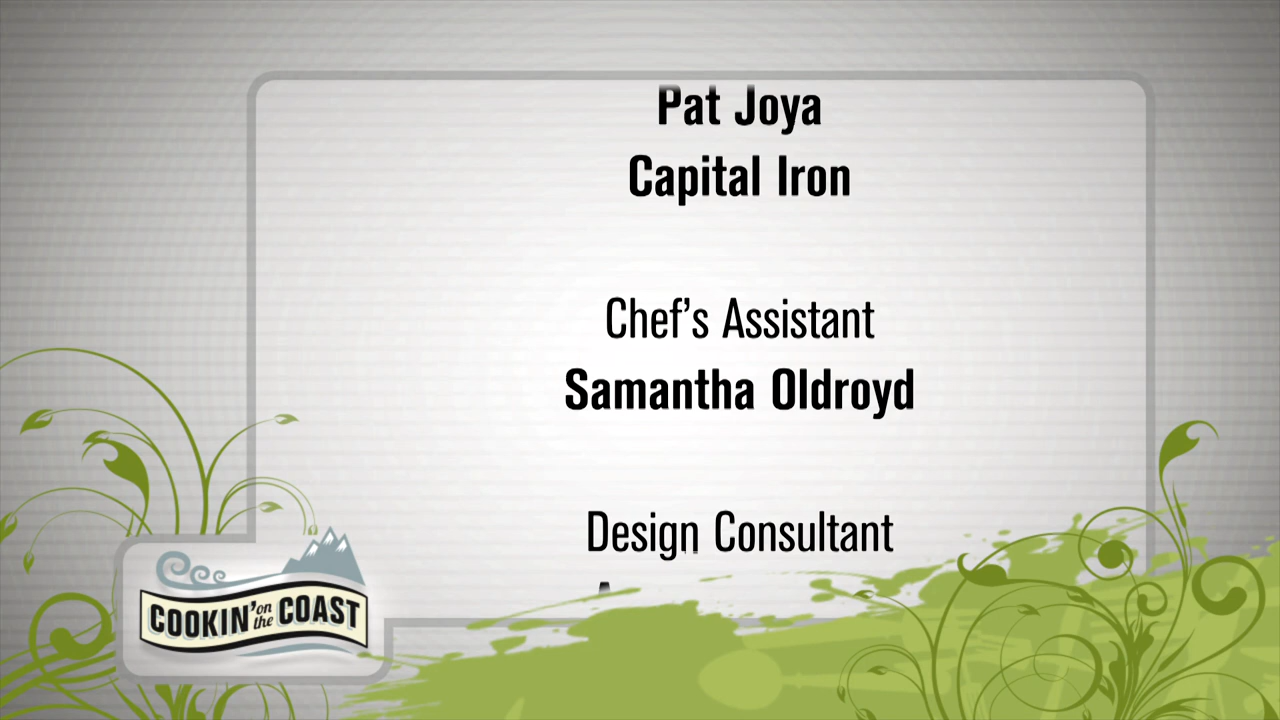 Pat Joya
Capital Iron
Chef's Assistant
Samantha Oldroyd
Design Consultant
COOKIN' on the COAST